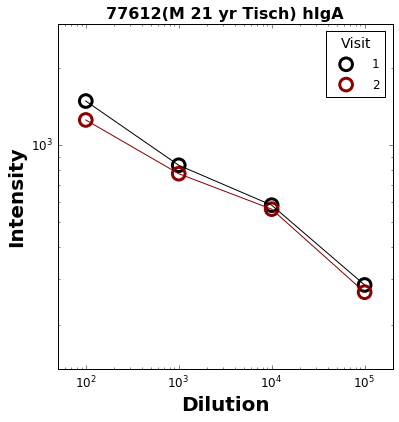 77612(M 21 yr Tisch) hIgA
Visit
1
2
10³
Intensity
10² 10³ 10⁴ 10⁵
Dilution